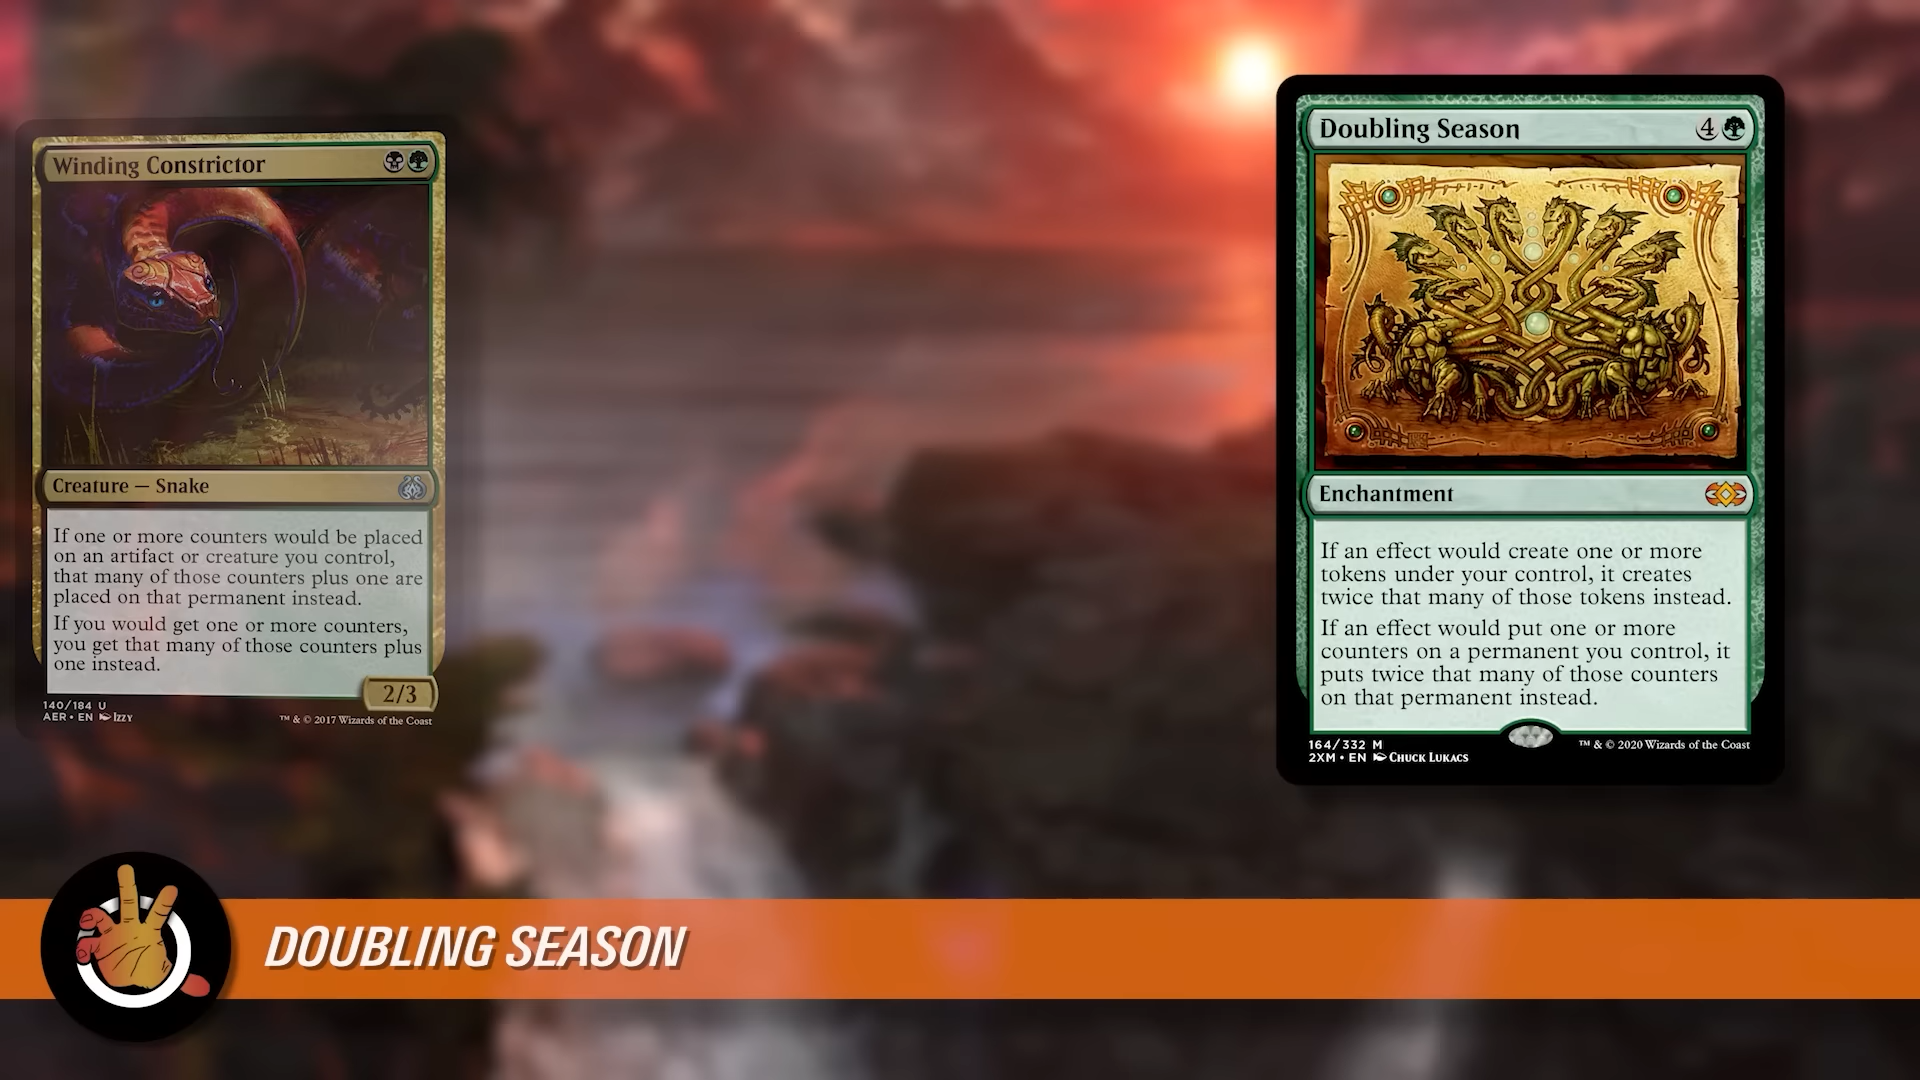 Winding Constrictor
Creature — Snake
If one or more counters would be placed
on an artifact or creature you control,
that many of those counters plus one are
placed on that permanent instead.
If you would get one or more counters,
you get that many of those counters plus
one instead.
2/3
140/184 U
AER • EN Izzy
™ & © 2017 Wizards of the Coast
Doubling Season 4
Enchantment
If an effect would create one or more
tokens under your control, it creates
twice that many of those tokens instead.
If an effect would put one or more
counters on a permanent you control, it
puts twice that many of those counters
on that permanent instead.
164/332 M
2XM • EN Chuck Lukacs
™ & © 2020 Wizards of the Coast
DOUBLING SEASON